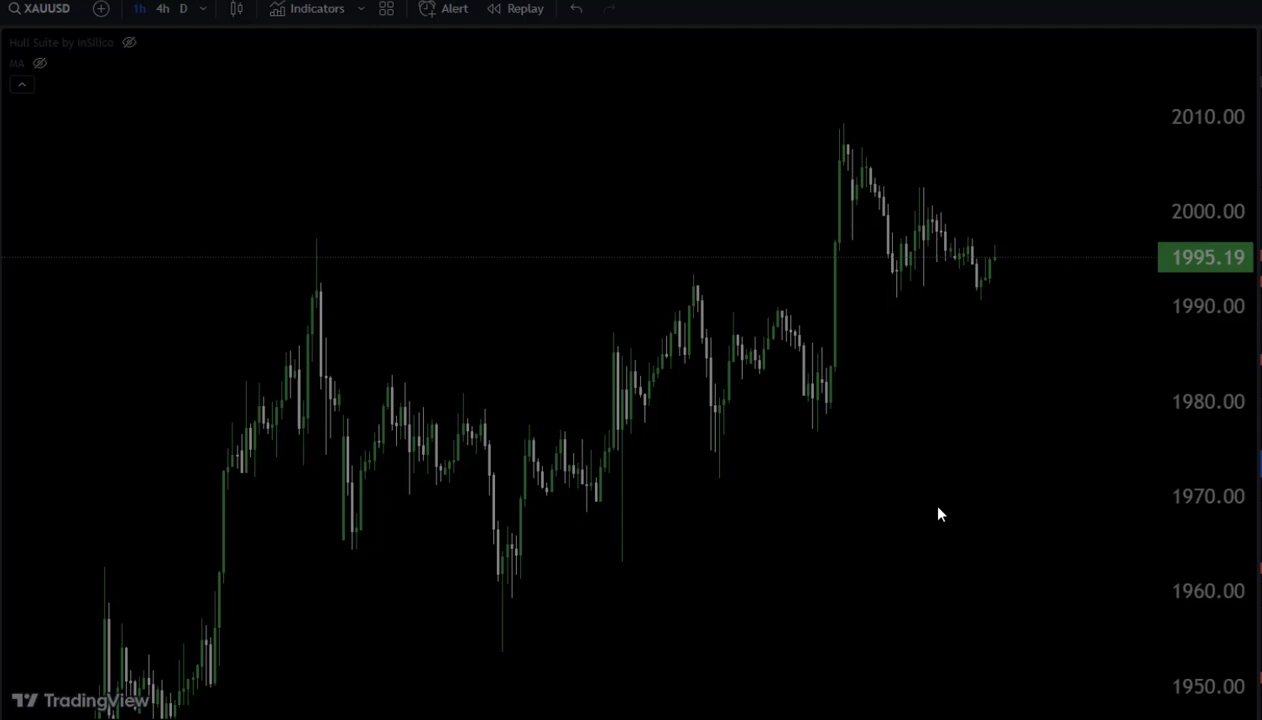 XAUUSD 1h 4h D Indicators Alert Replay
Hull Suite by InSilico
MA
2010.00
2000.00
1995.19
1990.00
1980.00
1970.00
1960.00
1950.00
TradingView